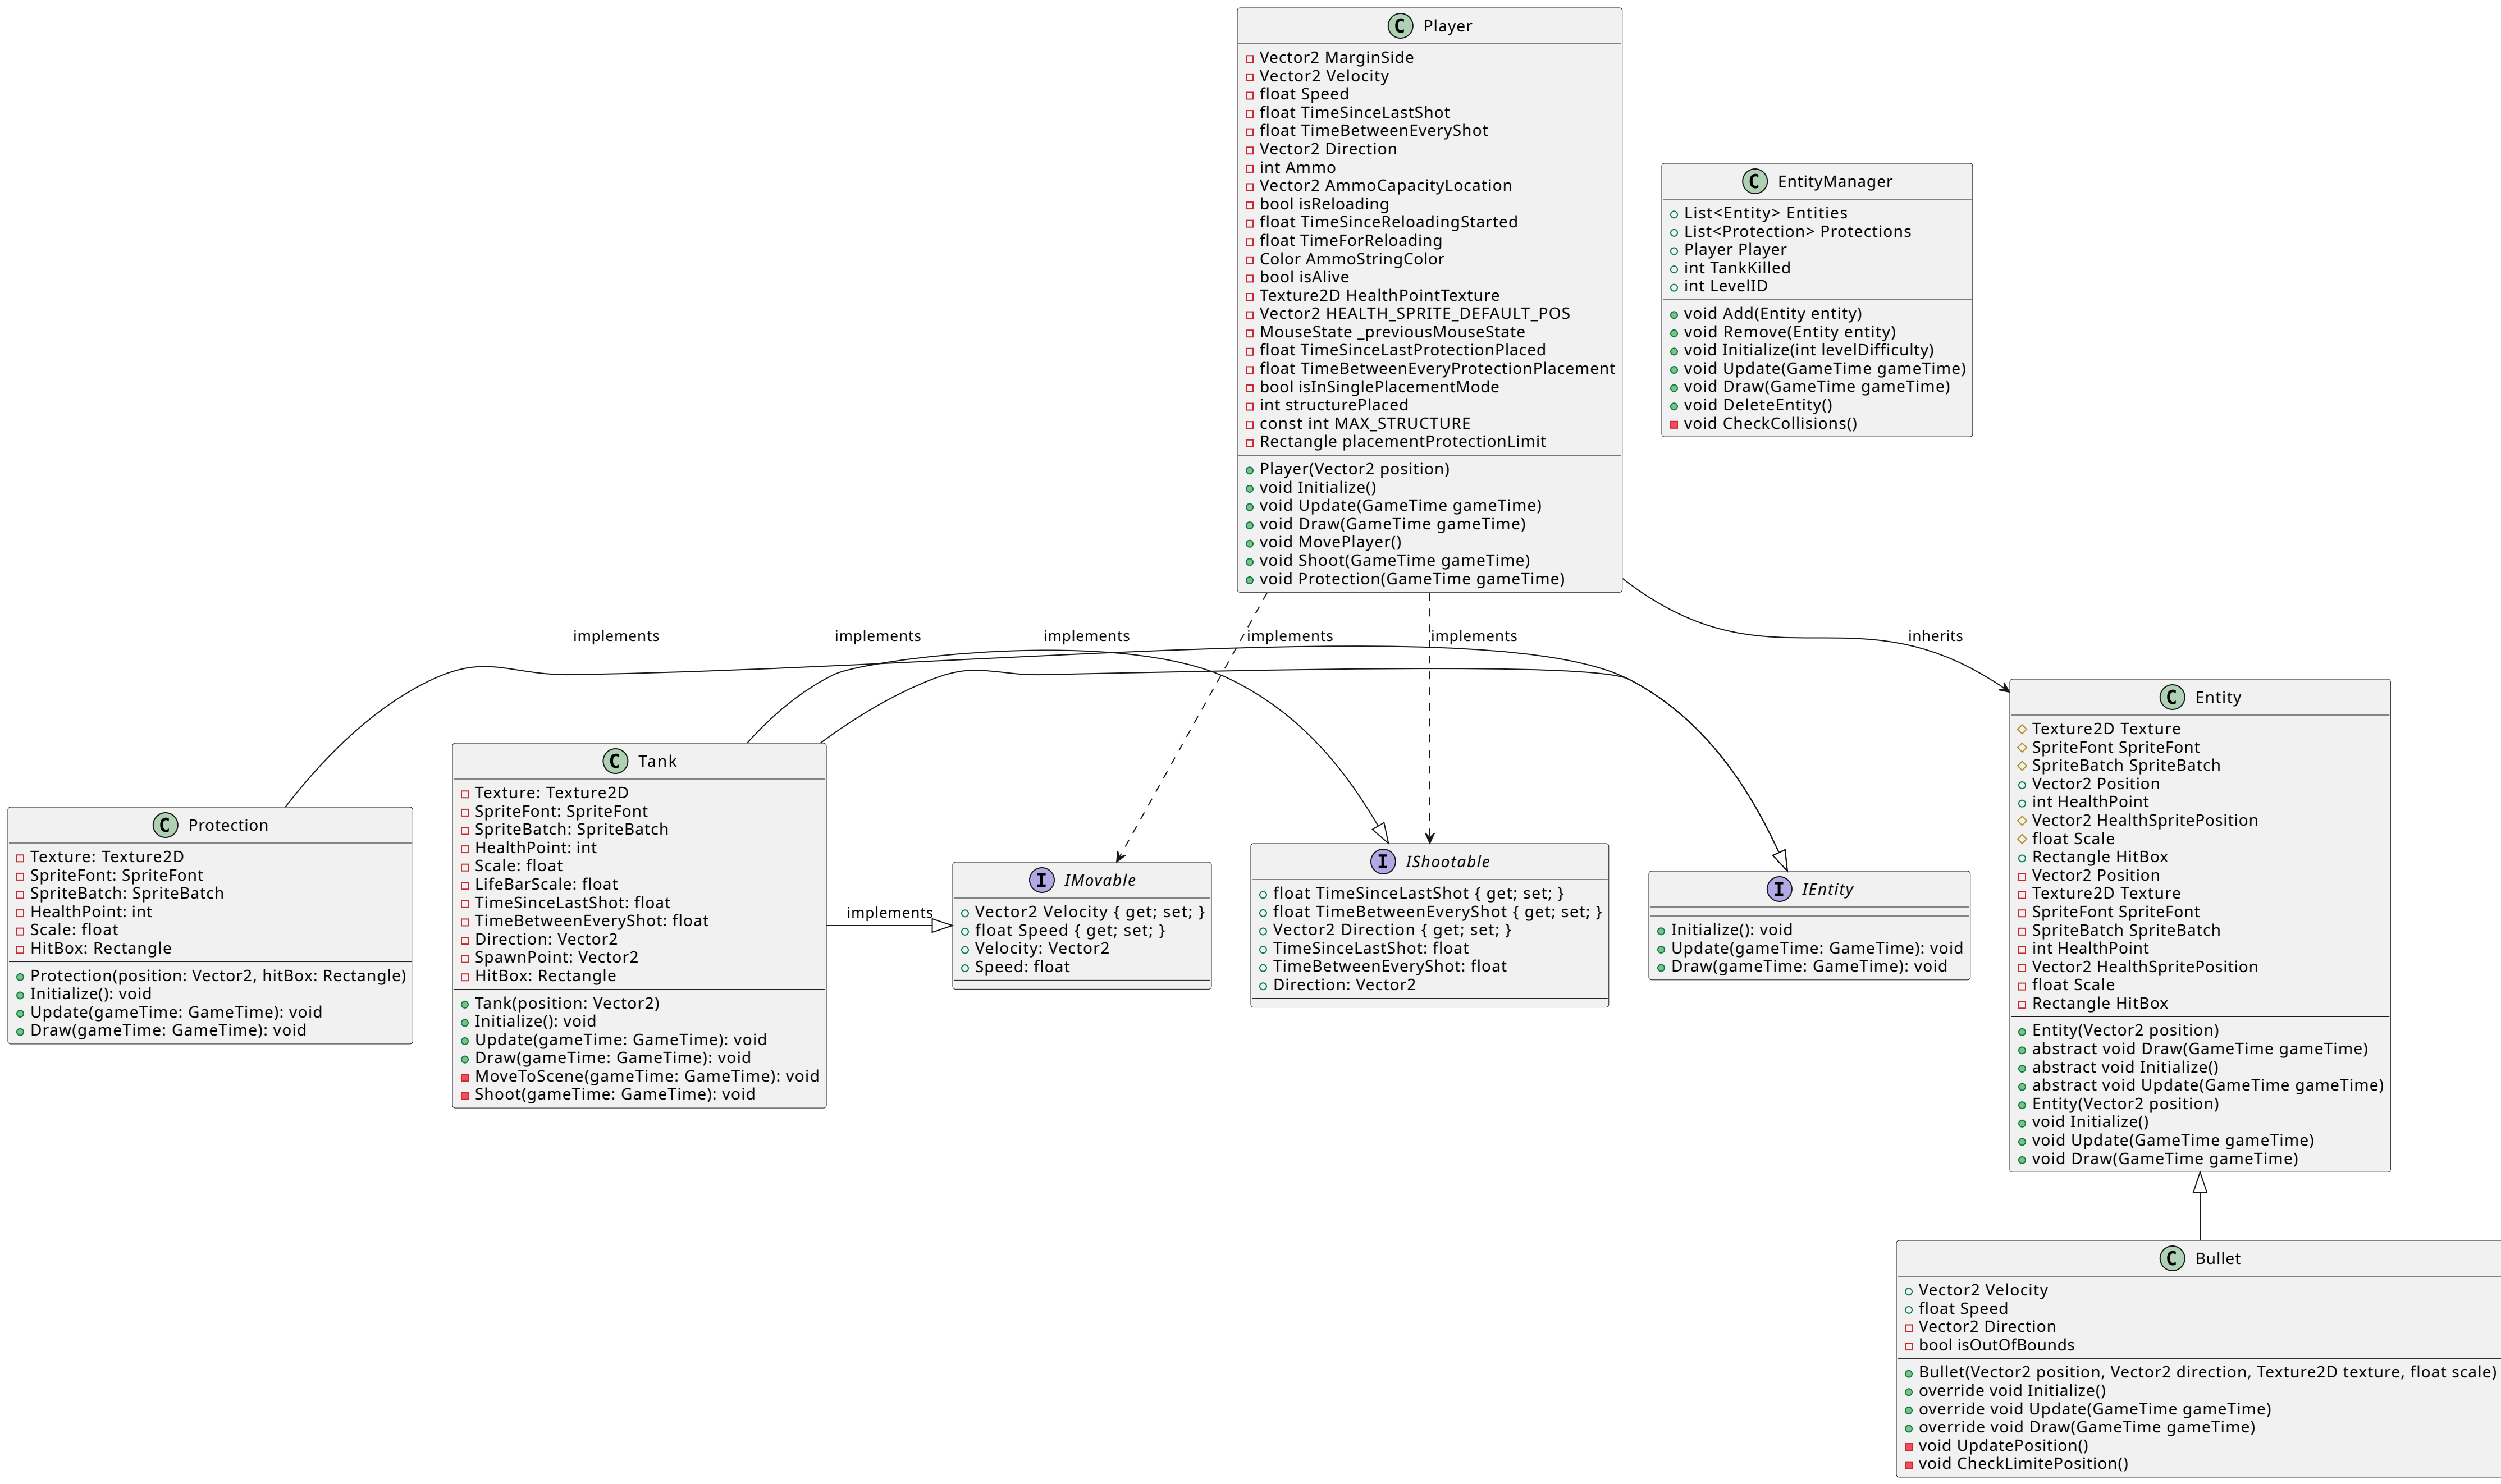 C Player
Vector2 MarginSide
Vector2 Velocity
float Speed
float TimeSinceLastShot
float TimeBetweenEveryShot
Vector2 Direction
int Ammo
Vector2 AmmoCapacityLocation
bool isReloading
float TimeSinceReloadingStarted
float TimeForReloading
Color AmmoStringColor
bool isAlive
Texture2D HealthPointTexture
Vector2 HEALTH_SPRITE_DEFAULT_POS
MouseState _previousMouseState
float TimeSinceLastProtectionPlaced
float TimeBetweenEveryProtectionPlacement
bool isInSinglePlacementMode
int structurePlaced
const int MAX_STRUCTURE
Rectangle placementProtectionLimit
Player(Vector2 position)
void Initialize()
void Update(GameTime gameTime)
void Draw(GameTime gameTime)
void MovePlayer()
void Shoot(GameTime gameTime)
void Protection(GameTime gameTime)
C EntityManager
List<Entity> Entities
List<Protection> Protections
Player Player
int TankKilled
int LevelID
void Add(Entity entity)
void Remove(Entity entity)
void Initialize(int levelDifficulty)
void Update(GameTime gameTime)
void Draw(GameTime gameTime)
void DeleteEntity()
void CheckCollisions()
implements
implements
implements
implements
implements
inherits
C Protection
Texture: Texture2D
SpriteFont: SpriteFont
SpriteBatch: SpriteBatch
HealthPoint: int
Scale: float
HitBox: Rectangle
Protection(position: Vector2, hitBox: Rectangle)
Initialize(): void
Update(gameTime: GameTime): void
Draw(gameTime: GameTime): void
C Tank
Texture: Texture2D
SpriteFont: SpriteFont
SpriteBatch: SpriteBatch
HealthPoint: int
Scale: float
LifeBarScale: float
TimeSinceLastShot: float
TimeBetweenEveryShot: float
Direction: Vector2
SpawnPoint: Vector2
HitBox: Rectangle
Tank(position: Vector2)
Initialize(): void
Update(gameTime: GameTime): void
Draw(gameTime: GameTime): void
MoveToScene(gameTime: GameTime): void
Shoot(gameTime: GameTime): void
implements
I IMovable
Vector2 Velocity { get; set; }
float Speed { get; set; }
Velocity: Vector2
Speed: float
I IShootable
float TimeSinceLastShot { get; set; }
float TimeBetweenEveryShot { get; set; }
Vector2 Direction { get; set; }
TimeSinceLastShot: float
TimeBetweenEveryShot: float
Direction: Vector2
I IEntity
Initialize(): void
Update(gameTime: GameTime): void
Draw(gameTime: GameTime): void
C Entity
Texture2D Texture
SpriteFont SpriteFont
SpriteBatch SpriteBatch
Vector2 Position
int HealthPoint
Vector2 HealthSpritePosition
float Scale
Rectangle HitBox
Vector2 Position
Texture2D Texture
SpriteFont SpriteFont
SpriteBatch SpriteBatch
int HealthPoint
Vector2 HealthSpritePosition
float Scale
Rectangle HitBox
Entity(Vector2 position)
abstract void Draw(GameTime gameTime)
abstract void Initialize()
abstract void Update(GameTime gameTime)
Entity(Vector2 position)
void Initialize()
void Update(GameTime gameTime)
void Draw(GameTime gameTime)
C Bullet
Vector2 Velocity
float Speed
Vector2 Direction
bool isOutOfBounds
Bullet(Vector2 position, Vector2 direction, Texture2D texture, float scale)
override void Initialize()
override void Update(GameTime gameTime)
override void Draw(GameTime gameTime)
void UpdatePosition()
void CheckLimitePosition()